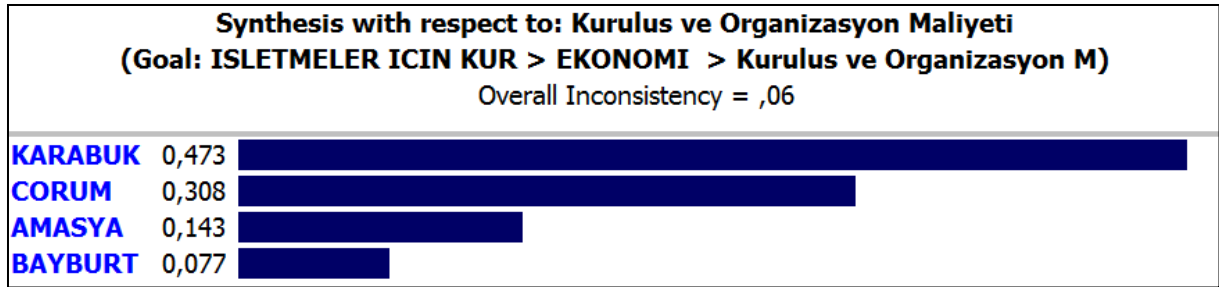 Synthesis with respect to: Kurulus ve Organizasyon Maliyeti
(Goal: ISLETMELER ICIN KUR > EKONOMI > Kurulus ve Organizasyon M)
Overall Inconsistency = ,06
KARABUK 0,473
CORUM 0,308
AMASYA 0,143
BAYBURT 0,077